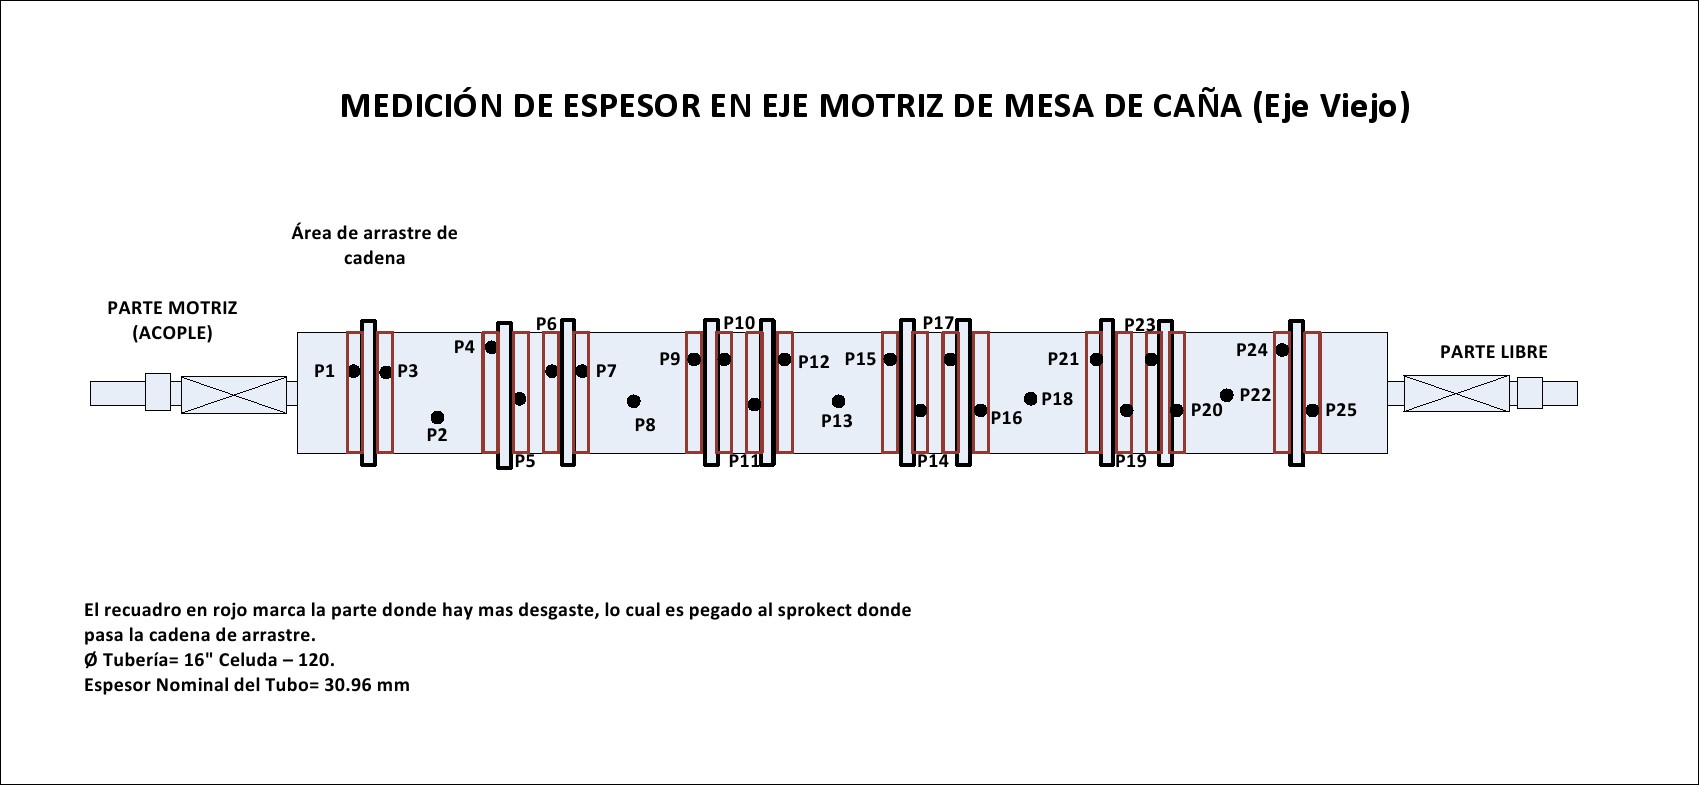 MEDICIÓN DE ESPESOR EN EJE MOTRIZ DE MESA DE CAÑA (Eje Viejo)
Área de arrastre de
cadena
PARTE MOTRIZ
(ACOPLE)
PARTE LIBRE
P6
P10
P17
P23
P4
P9
P12
P15
P21
P24
P1
P3
P7
P2
P8
P13
P16
P18
P20
P22
P25
P5
P11
P14
P19
El recuadro en rojo marca la parte donde hay mas desgaste, lo cual es pegado al sprokect donde
pasa la cadena de arrastre.
Ø Tubería= 16" Celuda – 120.
Espesor Nominal del Tubo= 30.96 mm